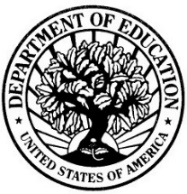 DEPARTMENT OF EDUCATION
★ UNITED STATES OF AMERICA ★